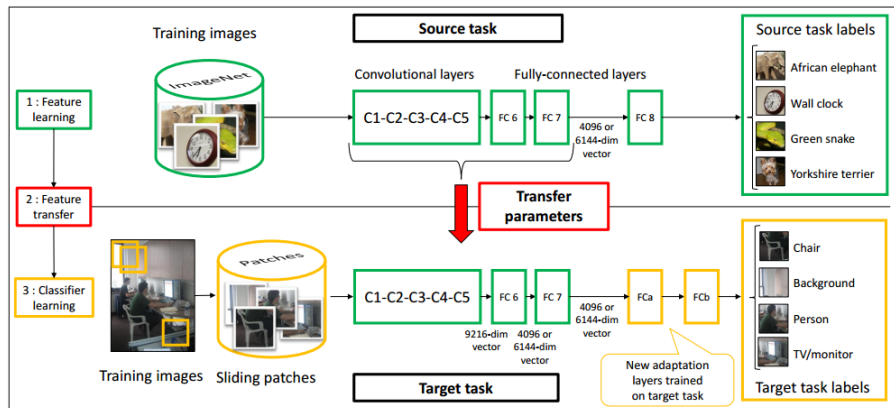 Training images
Source task
Source task labels
ImageNet
Convolutional layers
Fully-connected layers
African elephant
1 : Feature
learning
C1-C2-C3-C4-C5
FC 6
FC 7
FC 8
Wall clock
4096 or
6144-dim
vector
Green snake
Yorkshire terrier
2 : Feature
transfer
Transfer
parameters
3 : Classifier
learning
Patches
C1-C2-C3-C4-C5
FC 6
FC 7
FCa
FCb
Chair
Background
Person
TV/monitor
9216-dim
vector
4096 or
6144-dim
vector
4096 or
6144-dim
vector
Training images
Sliding patches
Target task
New adaptation
layers trained
on target task
Target task labels